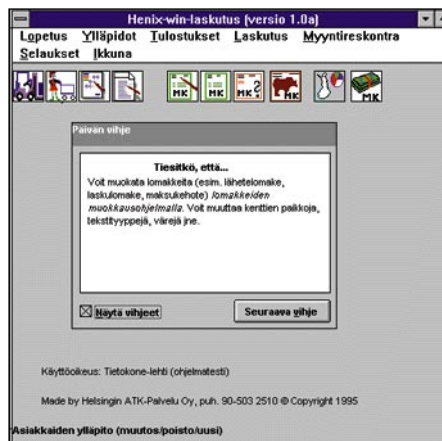 Henix-win-laskutus (versio 1.0a)
Lopetus Ylläpidot Tulostukset Laskutus Myyntireskontra
Selaukset Ikkuna
MK MK MK? MK MK
Päivän vihje
Tiesitkö, että...
Voit muokata lomakkeita (esim. lähetelomake,
laskulomake, maksukehote) lomakkeiden
muokkausohjelmalla. Voit muuttaa kenttien paikkoja,
tekstityyppejä, värejä jne.
Näytä vihjeet Seuraava vihje
Käyttöoikeus: Tietokone-lehti (ohjelmatesti)
Made by Helsingin ATK-Palvelu Oy, puh. 90-503 2510 © Copyright 1995
Asiakkaiden ylläpito (muutos/poisto/uusi)